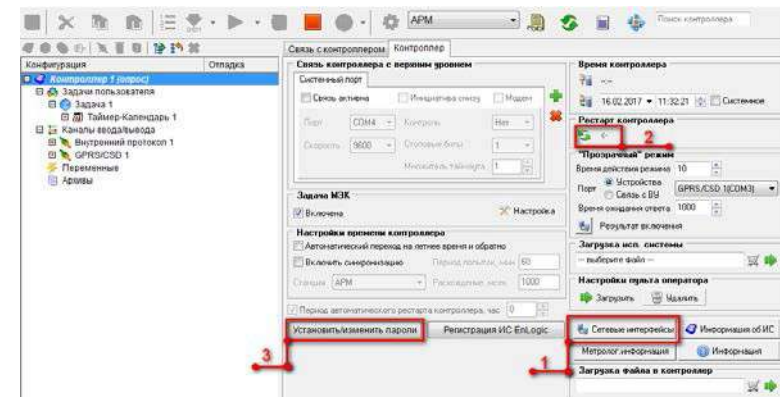 АРМ
Поиск контроллера
Связь с контроллером Контроллер
Конфигурация Отладка
Контроллер 1 (опрос)
Задачи пользователя
Задача 1
Таймер-Календарь 1
Каналы ввода/вывода
Внутренний протокол 1
GPRS/CSD 1
Переменные
Архивы
Связь контроллера с верхним уровнем
Системный порт
Связь активна Инициатива снизу Модем
Порт COM4 Контроль Нет
Скорость 9600 Стоповые биты 1
Множитель таймаута 1
Задача МЭК
Включена Настройка
Настройки времени контроллера
Автоматический переход на летнее время и обратно
Включить синхронизацию Период попыток, мин 60
Станция АРМ Расхождение, мсек 1000
Период автоматического рестарта контроллера, час 0
Установить/изменить пароли Регистрация ИС EnLogic
3
Время контроллера
--
16.02.2017 11:32:21 Системное
Рестарт контроллера
2
"Прозрачный" режим
Время действия режима 10
Порт Устройства GPRS/CSD 1(COM3)
Связь с ВУ
Время ожидания ответа 1000
Результат включения
Загрузка исп. системы
-- выберите файл --
Настройки пульта оператора
Загрузить Удалить
Сетевые интерфейсы Информация об ИС
1
Метролог.информация Информация
Загрузка файла в контроллер